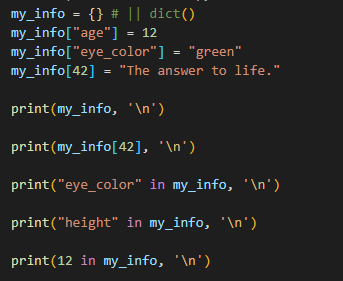 my_info = {} # || dict()
my_info["age"] = 12
my_info["eye_color"] = "green"
my_info[42] = "The answer to life."
print(my_info, '\n')
print(my_info[42], '\n')
print("eye_color" in my_info, '\n')
print("height" in my_info, '\n')
print(12 in my_info, '\n')